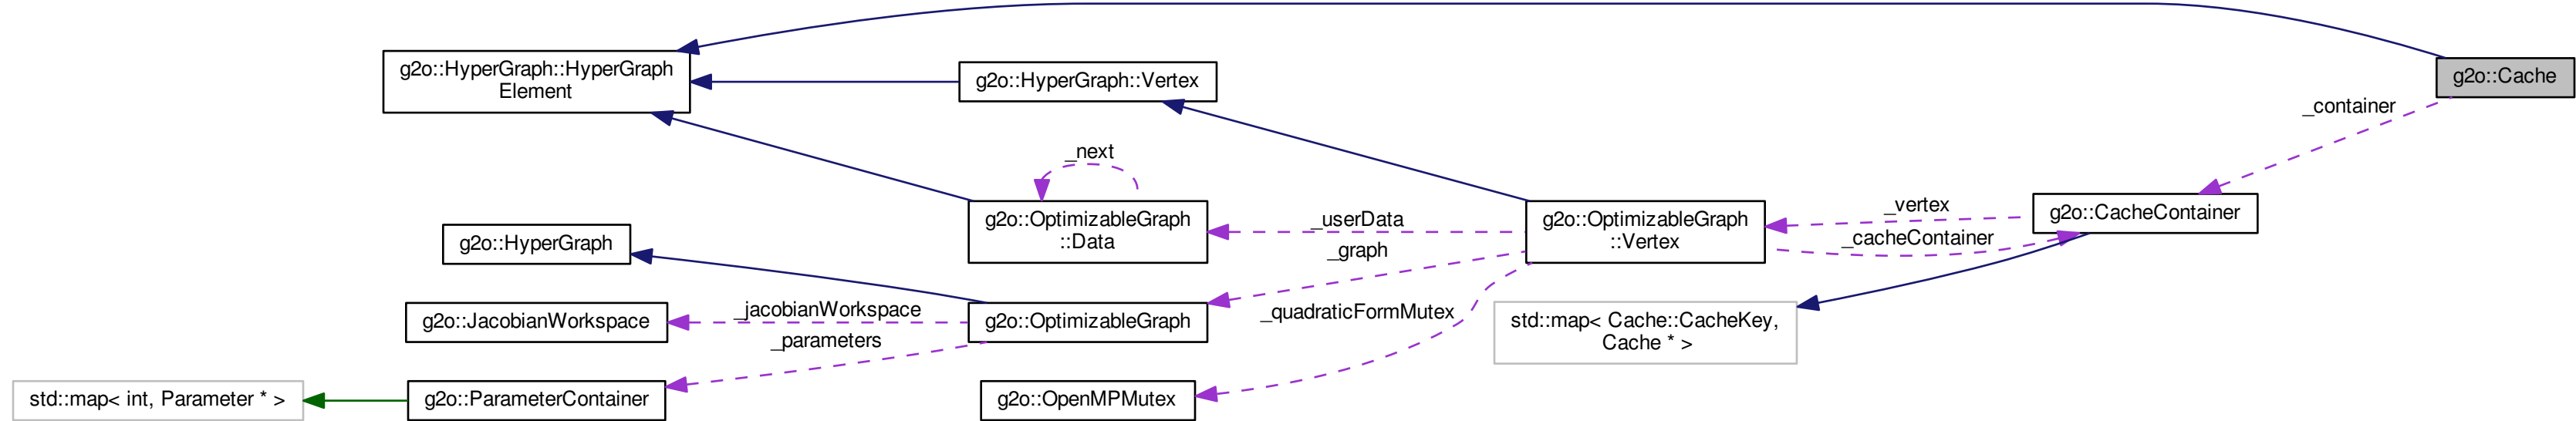 g2o::HyperGraph::HyperGraph
Element
g2o::HyperGraph::Vertex
g2o::Cache
_container
_next
g2o::OptimizableGraph
::Data
_userData
g2o::OptimizableGraph
::Vertex
_vertex
_cacheContainer
g2o::CacheContainer
g2o::HyperGraph
_graph
g2o::JacobianWorkspace
_jacobianWorkspace
g2o::OptimizableGraph
_quadraticFormMutex
std::map< Cache::CacheKey,
Cache * >
_parameters
std::map< int, Parameter * >
g2o::ParameterContainer
g2o::OpenMPMutex